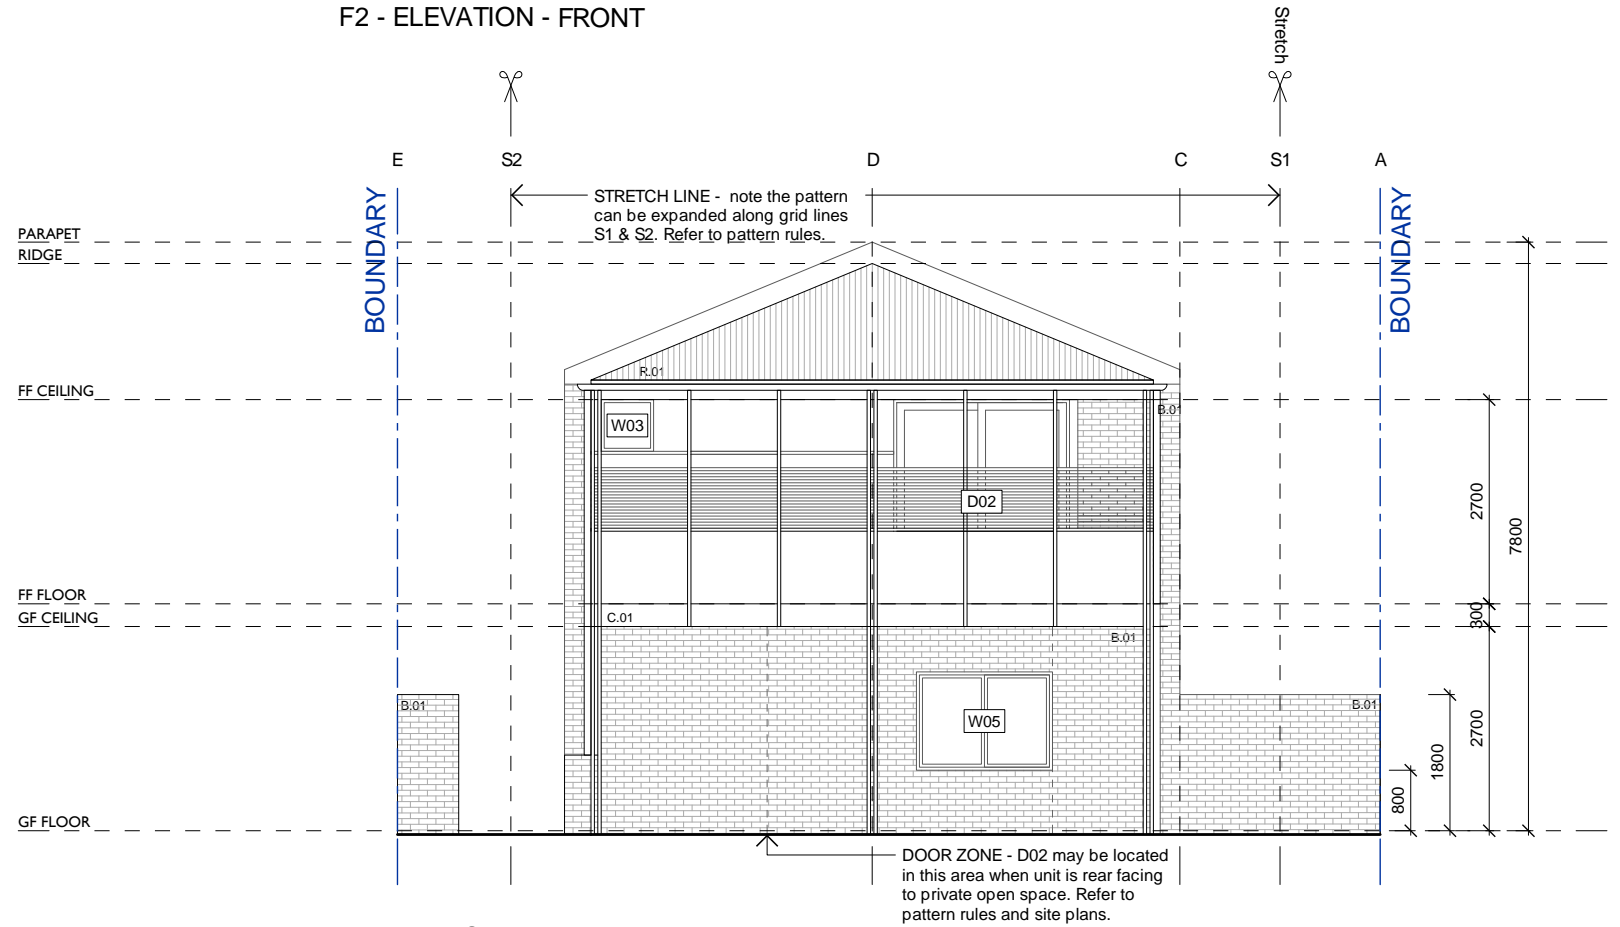 F2 - ELEVATION - FRONT
Stretch
E
S2
D
C
S1
A
STRETCH LINE - note the pattern
can be expanded along grid lines
S1 & S2. Refer to pattern rules.
BOUNDARY
BOUNDARY
PARAPET
RIDGE
R.01
FF CEILING
W03
B.01
D02
2700
7800
FF FLOOR
GF CEILING
C.01
B.01
300
B.01
W05
B.01
2700
1800
800
GF FLOOR
DOOR ZONE - D02 may be located
in this area when unit is rear facing
to private open space. Refer to
pattern rules and site plans.